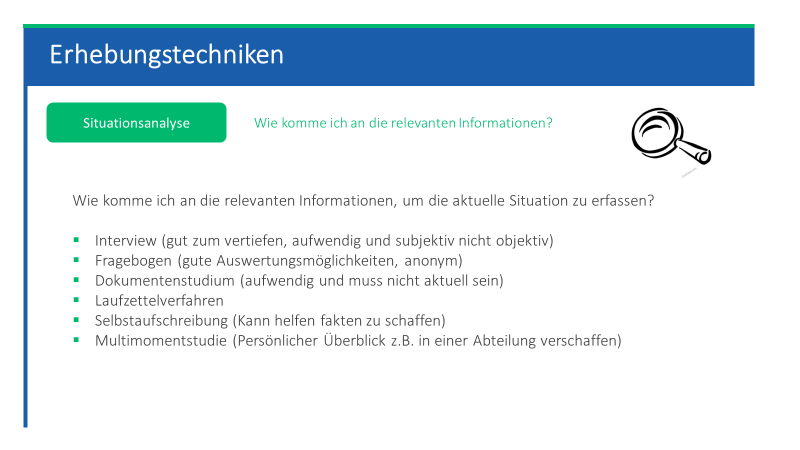 Erhebungstechniken
Situationsanalyse
Wie komme ich an die relevanten Informationen?
Wie komme ich an die relevanten Informationen, um die aktuelle Situation zu erfassen?
Interview (gut zum vertiefen, aufwendig und subjektiv nicht objektiv)
Fragebogen (gute Auswertungsmöglichkeiten, anonym)
Dokumentenstudium (aufwendig und muss nicht aktuell sein)
Laufzettelverfahren
Selbstaufschreibung (Kann helfen fakten zu schaffen)
Multimomentstudie (Persönlicher Überblick z.B. in einer Abteilung verschaffen)